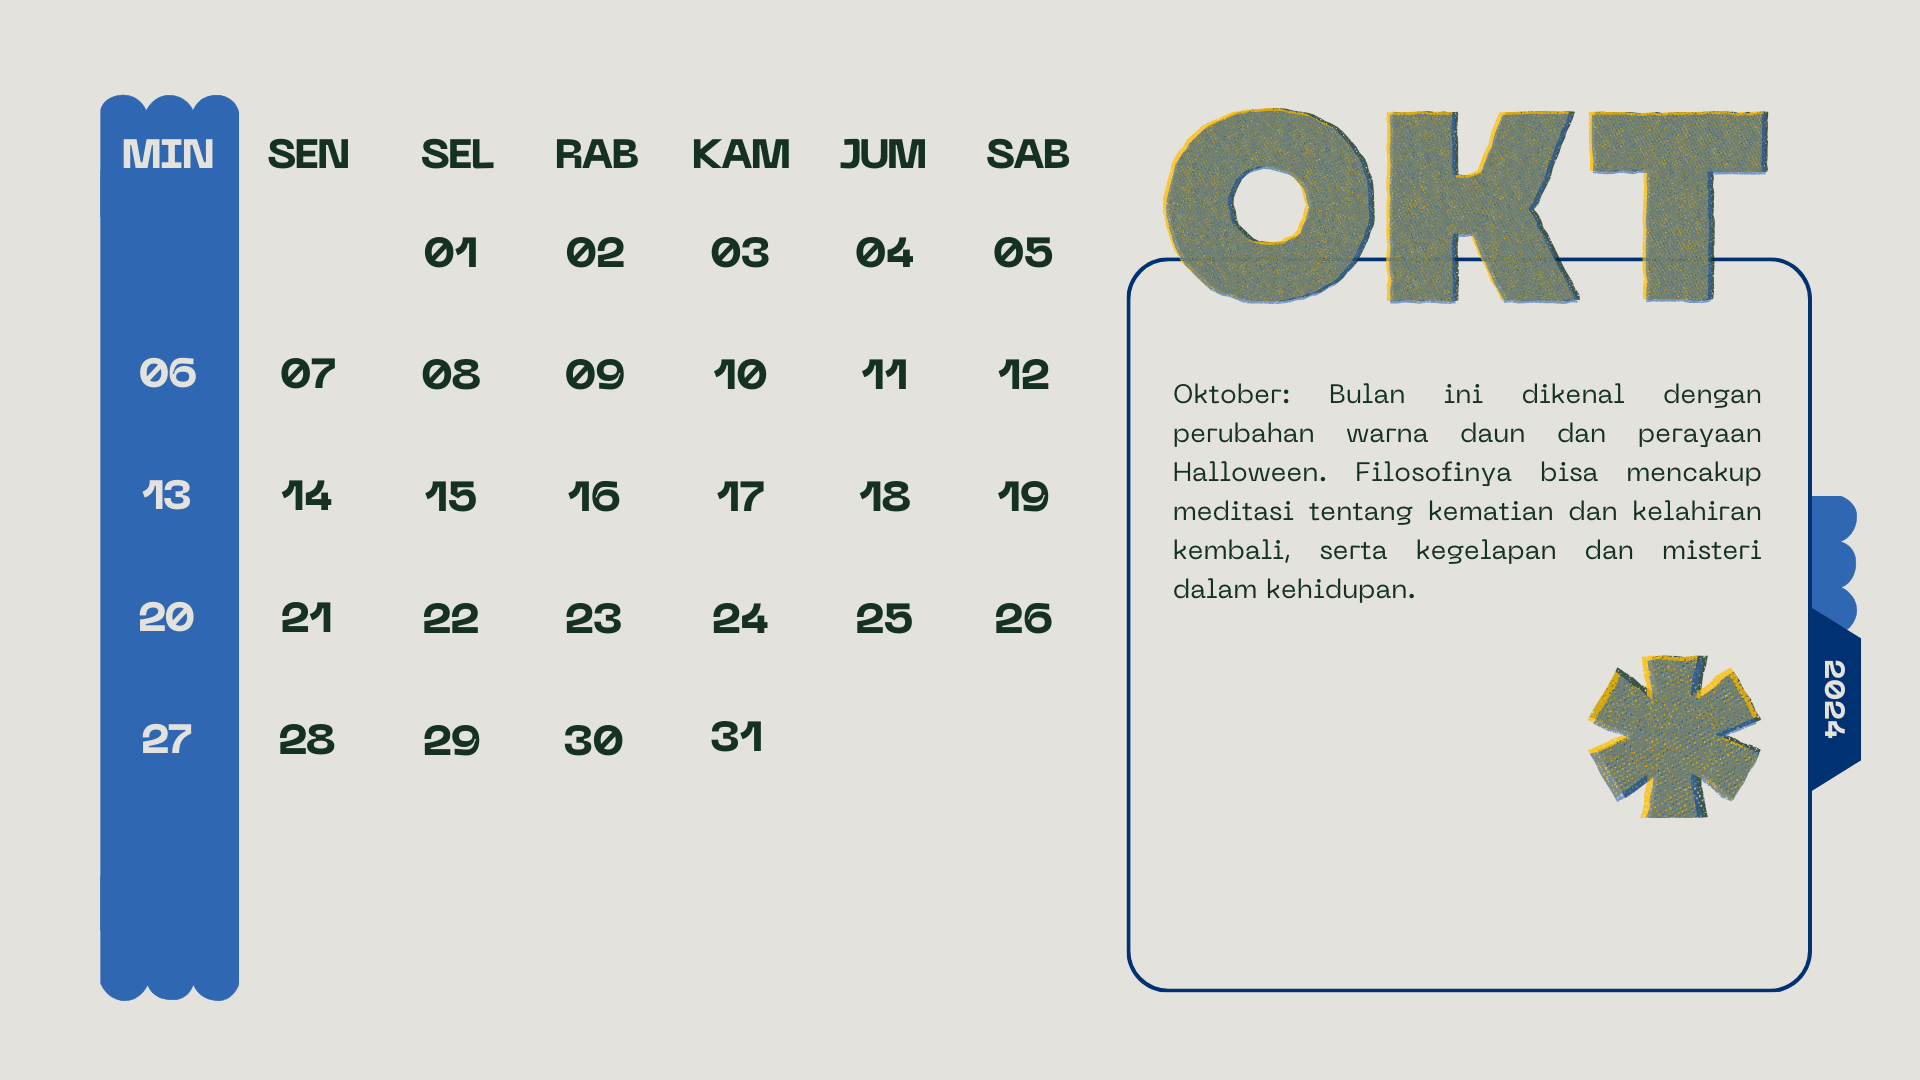 MIN SEN SEL RAB KAM JUM SAB
01 02 03 04 05
06 07 08 09 10 11 12
13 14 15 16 17 18 19
20 21 22 23 24 25 26
27 28 29 30 31
OKT
Oktober: Bulan ini dikenal dengan
perubahan warna daun dan perayaan
Halloween. Filosofinya bisa mencakup
meditasi tentang kematian dan kelahiran
kembali, serta kegelapan dan misteri
dalam kehidupan.
2024